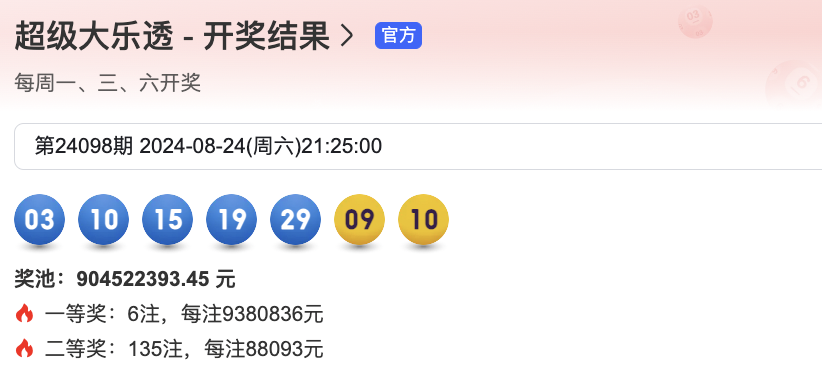 超级大乐透 - 开奖结果 官方
每周一、三、六开奖
第24098期 2024-08-24(周六)21:25:00
03 10 15 19 29 09 10
奖池：904522393.45 元
一等奖：6注，每注9380836元
二等奖：135注，每注88093元